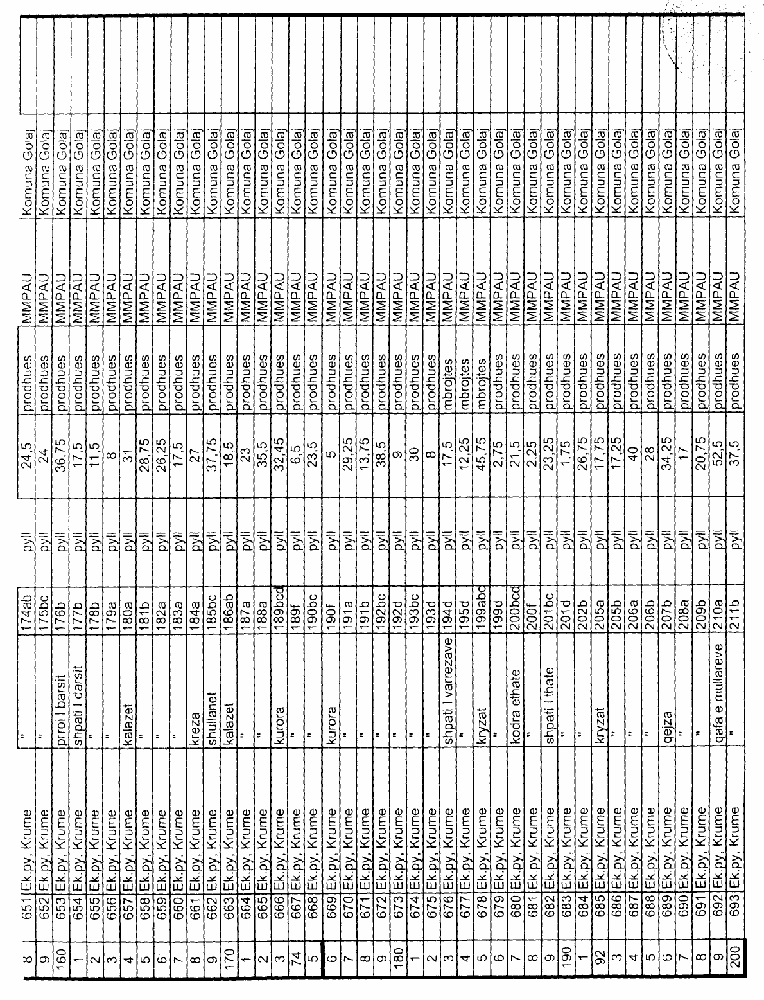 8 651 Ek.py, Krume " 174ab pyll 24,5 prodhues MMPAU Komuna Golaj
9 652 Ek.py, Krume " 175bc pyll 24 prodhues MMPAU Komuna Golaj
160 653 Ek.py, Krume prroi I barsit 176b pyll 36,75 prodhues MMPAU Komuna Golaj
1 654 Ek.py, Krume shpati I darsit 177b pyll 17,5 prodhues MMPAU Komuna Golaj
2 655 Ek.py, Krume " 178b pyll 11,5 prodhues MMPAU Komuna Golaj
3 656 Ek.py, Krume " 179a pyll 8 prodhues MMPAU Komuna Golaj
4 657 Ek.py, Krume kalazet 180a pyll 31 prodhues MMPAU Komuna Golaj
5 658 Ek.py, Krume " 181b pyll 28,75 prodhues MMPAU Komuna Golaj
6 659 Ek.py, Krume " 182a pyll 26,25 prodhues MMPAU Komuna Golaj
7 660 Ek.py, Krume " 183a pyll 17,5 prodhues MMPAU Komuna Golaj
8 661 Ek.py, Krume kreza 184a pyll 27 prodhues MMPAU Komuna Golaj
9 662 Ek.py, Krume shullanet 185bc pyll 37,75 prodhues MMPAU Komuna Golaj
170 663 Ek.py, Krume kalazet 186ab pyll 18,5 prodhues MMPAU Komuna Golaj
1 664 Ek.py, Krume " 187a pyll 23 prodhues MMPAU Komuna Golaj
2 665 Ek.py, Krume " 188a pyll 35,5 prodhues MMPAU Komuna Golaj
3 666 Ek.py, Krume kurora 189bcd pyll 32,45 prodhues MMPAU Komuna Golaj
74 667 Ek.py, Krume " 189f pyll 6,5 prodhues MMPAU Komuna Golaj
5 668 Ek.py, Krume " 190bc pyll 23,5 prodhues MMPAU Komuna Golaj
6 669 Ek.py, Krume kurora 190f pyll 5 prodhues MMPAU Komuna Golaj
7 670 Ek.py, Krume " 191a pyll 29,25 prodhues MMPAU Komuna Golaj
8 671 Ek.py, Krume " 191b pyll 13,75 prodhues MMPAU Komuna Golaj
9 672 Ek.py, Krume " 192bc pyll 38,5 prodhues MMPAU Komuna Golaj
180 673 Ek.py, Krume " 192d pyll 9 prodhues MMPAU Komuna Golaj
1 674 Ek.py, Krume " 193bc pyll 30 prodhues MMPAU Komuna Golaj
2 675 Ek.py, Krume " 193d pyll 8 prodhues MMPAU Komuna Golaj
3 676 Ek.py, Krume shpati I varrezave 194d pyll 17,5 mbrojtes MMPAU Komuna Golaj
4 677 Ek.py, Krume " 195d pyll 12,25 mbrojtes MMPAU Komuna Golaj
5 678 Ek.py, Krume kryzat 199abc pyll 45,75 mbrojtes MMPAU Komuna Golaj
6 679 Ek.py, Krume " 199d pyll 2,75 prodhues MMPAU Komuna Golaj
7 680 Ek.py, Krume kodra ethate 200bcd pyll 21,5 prodhues MMPAU Komuna Golaj
8 681 Ek.py, Krume " 200f pyll 2,25 prodhues MMPAU Komuna Golaj
9 682 Ek.py, Krume shpati I thate 201bc pyll 23,25 prodhues MMPAU Komuna Golaj
190 683 Ek.py, Krume " 201d pyll 1,75 prodhues MMPAU Komuna Golaj
1 684 Ek.py, Krume " 202b pyll 26,75 prodhues MMPAU Komuna Golaj
92 685 Ek.py, Krume kryzat 205a pyll 17,75 prodhues MMPAU Komuna Golaj
3 686 Ek.py, Krume " 205b pyll 17,25 prodhues MMPAU Komuna Golaj
4 687 Ek.py, Krume " 206a pyll 40 prodhues MMPAU Komuna Golaj
5 688 Ek.py, Krume " 206b pyll 28 prodhues MMPAU Komuna Golaj
6 689 Ek.py, Krume qejza 207b pyll 34,25 prodhues MMPAU Komuna Golaj
7 690 Ek.py, Krume " 208a pyll 17 prodhues MMPAU Komuna Golaj
8 691 Ek.py, Krume " 209b pyll 20,75 prodhues MMPAU Komuna Golaj
9 692 Ek.py, Krume qafa e mullareve 210a pyll 52,5 prodhues MMPAU Komuna Golaj
200 693 Ek.py, Krume " 211b pyll 37,5 prodhues MMPAU Komuna Golaj